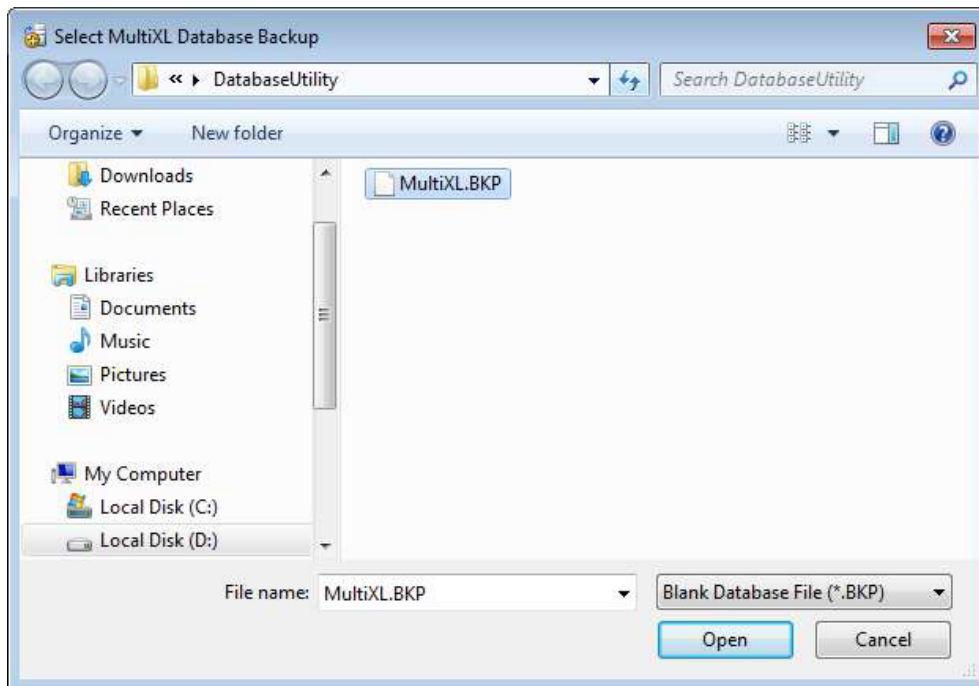 Select MultiXL Database Backup
« DatabaseUtility
Search DatabaseUtility
Organize New folder
Downloads
Recent Places
Libraries
Documents
Music
Pictures
Videos
My Computer
Local Disk (C:)
Local Disk (D:)
MultiXL.BKP
File name: MultiXL.BKP
Blank Database File (*.BKP)
Open Cancel